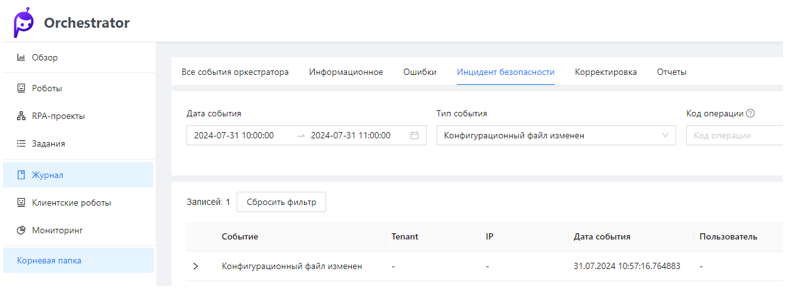 Orchestrator
Обзор
Роботы
RPA-проекты
Задания
Журнал
Клиентские роботы
Мониторинг
Корневая папка
Все события оркестратора Информационное Ошибки Инцидент безопасности Корректировка Отчеты
Дата события Тип события Код операции
2024-07-31 10:00:00 → 2024-07-31 11:00:00 Конфигурационный файл изменен Код операции
Записей: 1 Сбросить фильтр
Событие Tenant IP Дата события Пользователь
Конфигурационный файл изменен - - 31.07.2024 10:57:16.764883 -